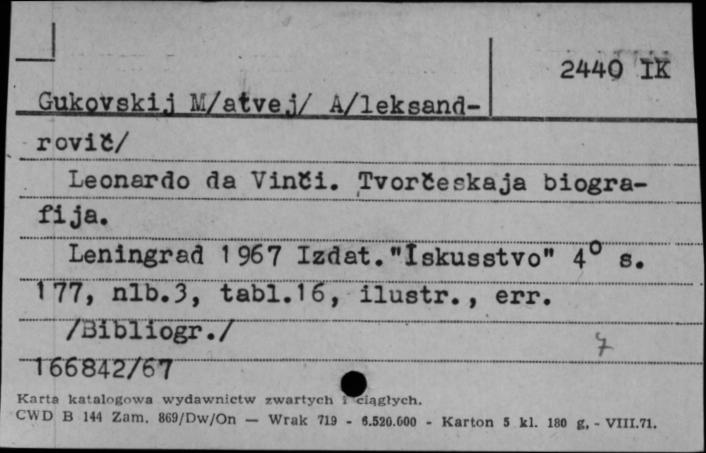 2440 IK
Gukovskij M/atvej/ A/leksand-
rovič/
Leonardo da Vinči. Tvorčeskaja biogra-
fija.
Leningrad 1967 Izdat."Iskusstvo" 4° s.
177, nlb.3, tabl.16, ilustr., err.
/Bibliogr./
7
166842/67
Karta katalogowa wydawnictw zwartych i ciągłych.
CWD B 144 Zam. 869/Dw/On — Wrak 719 - 6.520.000 - Karton 5 kl. 180 g. - VIII.71.